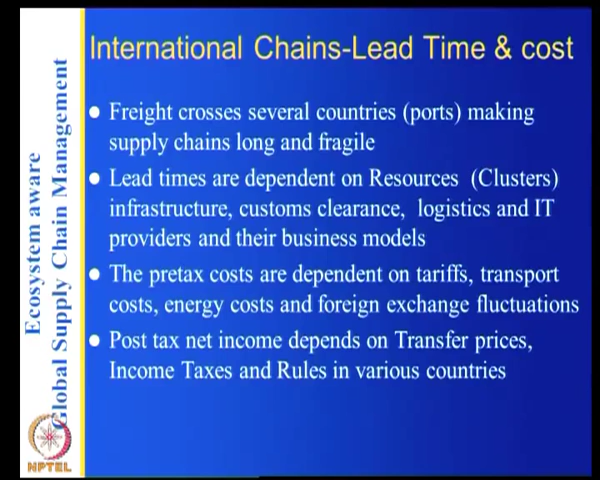 International Chains-Lead Time & cost
Freight crosses several countries (ports) making
supply chains long and fragile
Lead times are dependent on Resources (Clusters)
infrastructure, customs clearance, logistics and IT
providers and their business models
The pretax costs are dependent on tariffs, transport
costs, energy costs and foreign exchange fluctuations
Post tax net income depends on Transfer prices,
Income Taxes and Rules in various countries
Ecosystem aware
Global Supply Chain Management
NPTEL